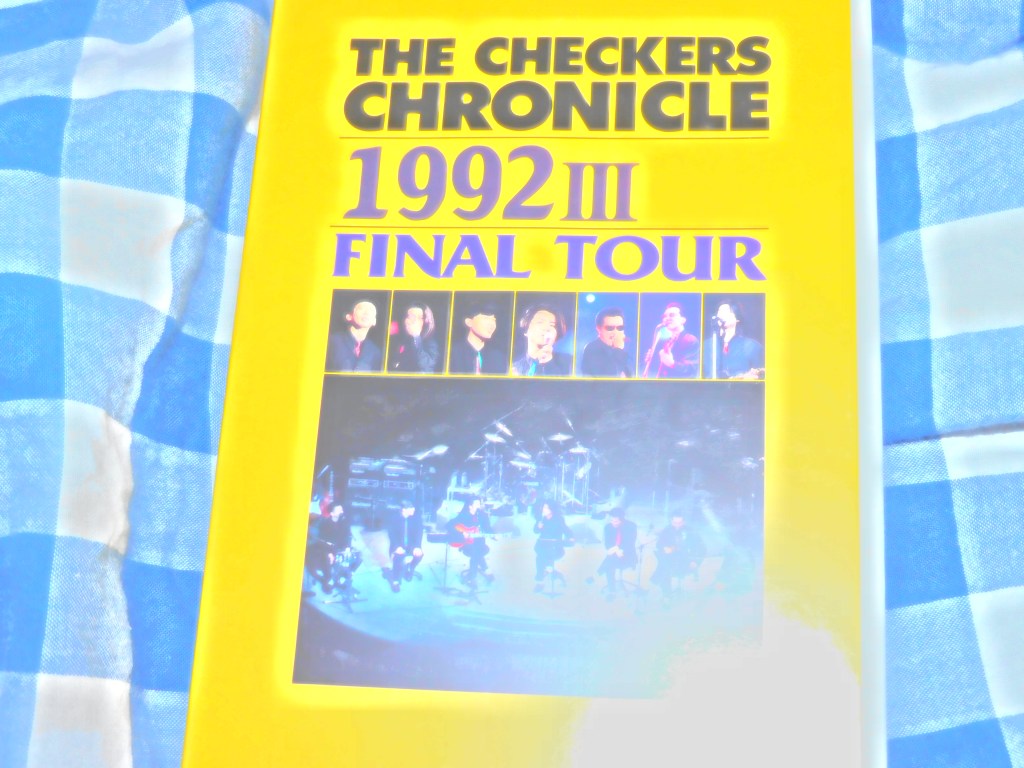 THE CHECKERS
CHRONICLE
1992 III
FINAL TOUR